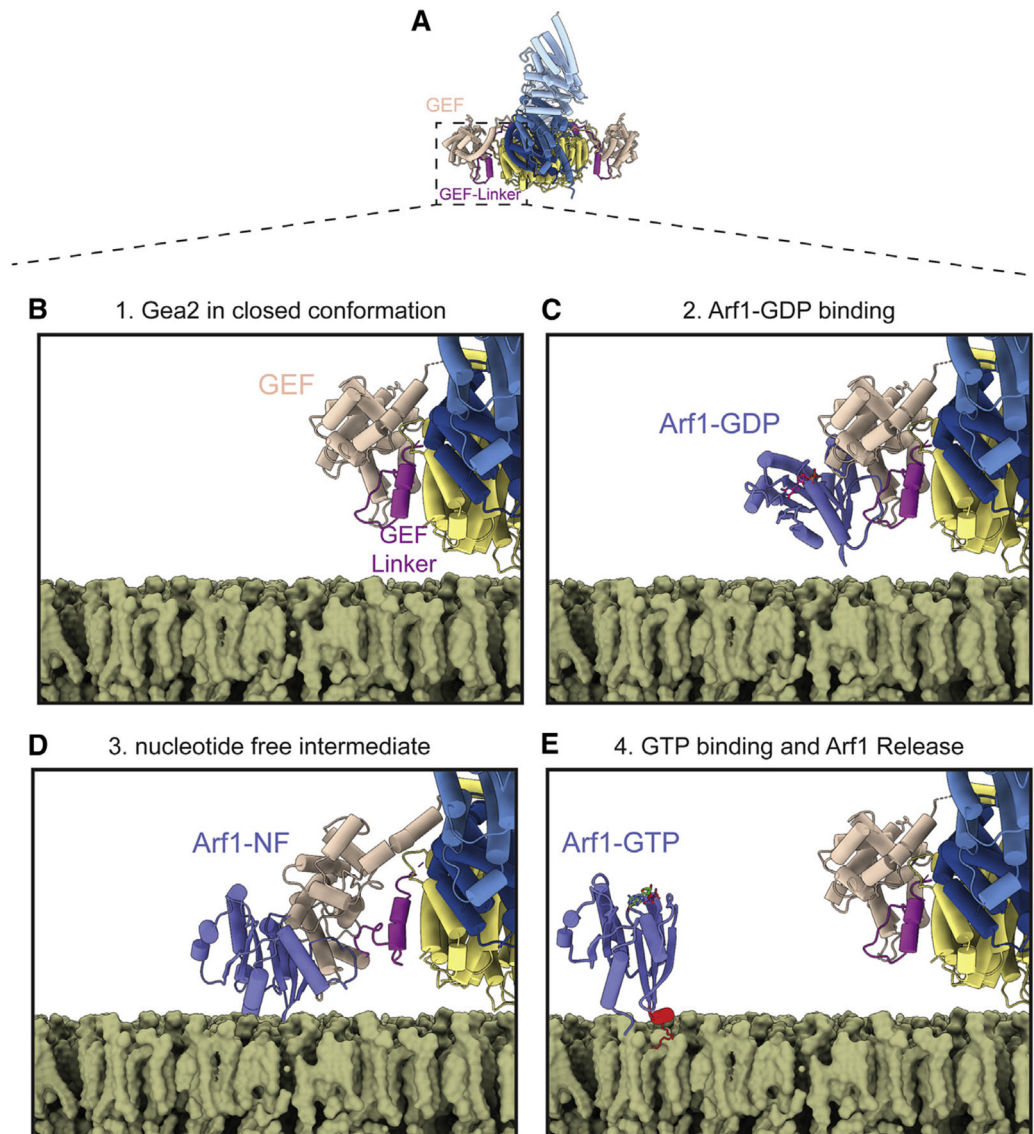 A
GEF
GEF-Linker
B 1. Gea2 in closed conformation
GEF
GEF
Linker
C 2. Arf1-GDP binding
Arf1-GDP
D 3. nucleotide free intermediate
Arf1-NF
E 4. GTP binding and Arf1 Release
Arf1-GTP